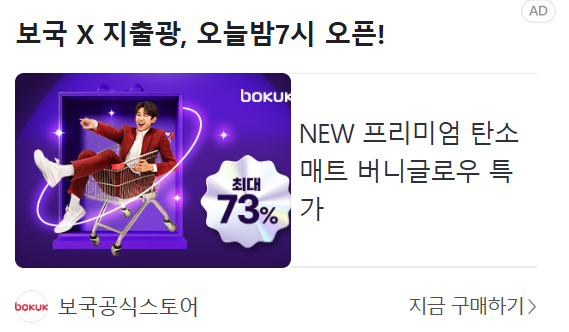 AD
보국 X 지출광, 오늘밤7시 오픈!
bokuk
최대
73%
NEW 프리미엄 탄소
매트 버니글로우 특
가
bokuk
보국공식스토어
지금 구매하기 >